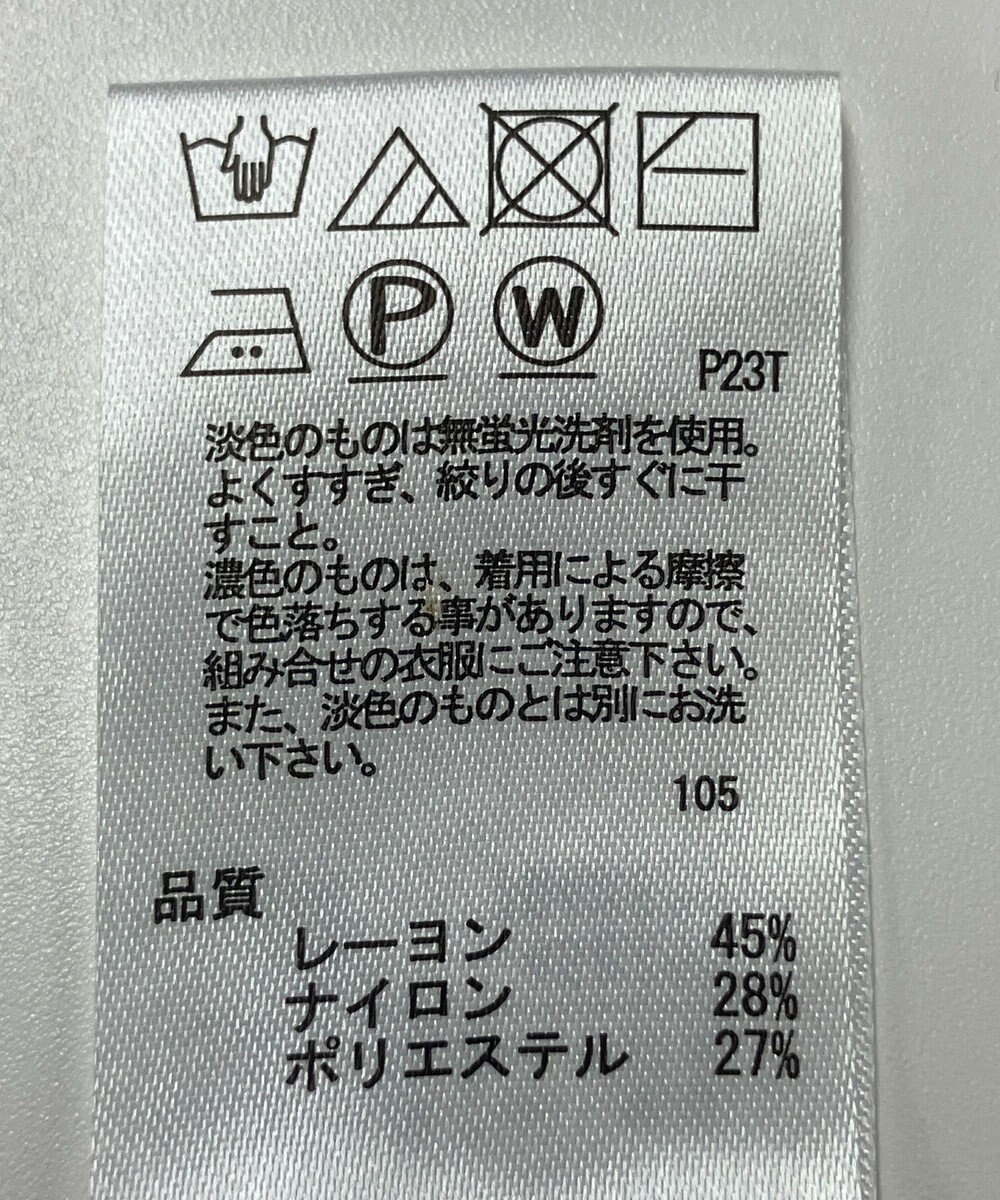 P
W
P23T
淡色のものは無蛍光洗剤を使用。
よくすすぎ、絞りの後すぐに干
すこと。
濃色のものは、着用による摩擦
で色落ちする事がありますので、
組み合せの衣服にご注意下さい。
また、淡色のものとは別にお洗
い下さい。
105
品質
レーヨン 45%
ナイロン 28%
ポリエステル 27%